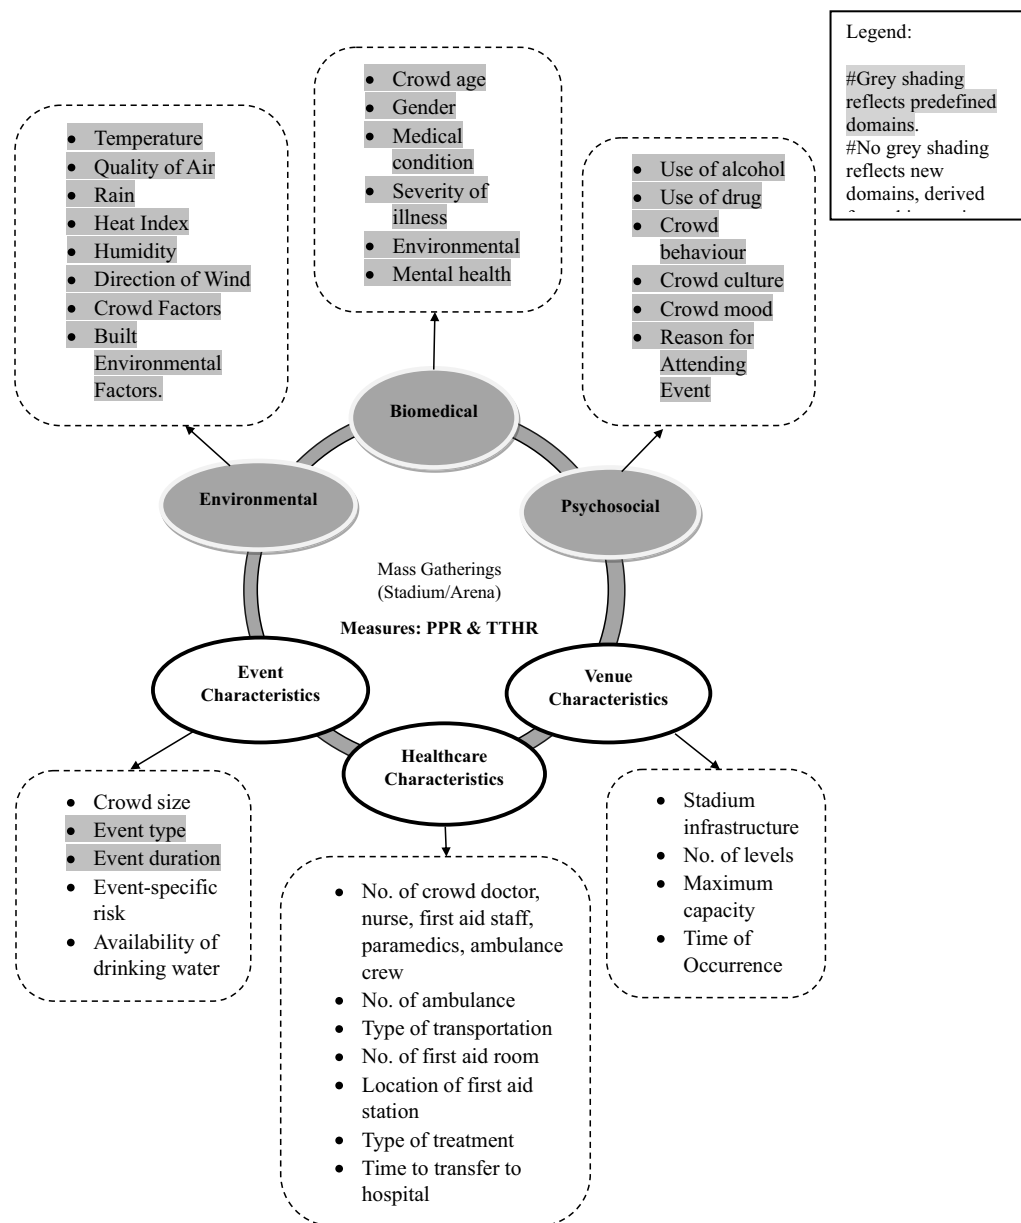 Legend:
#Grey shading
reflects predefined
domains.
#No grey shading
reflects new
domains, derived
• Crowd age
• Gender
• Medical
condition
• Severity of
illness
• Environmental
• Mental health
• Temperature
• Quality of Air
• Rain
• Heat Index
• Humidity
• Direction of Wind
• Crowd Factors
• Built
Environmental
Factors.
• Use of alcohol
• Use of drug
• Crowd
behaviour
• Crowd culture
• Crowd mood
• Reason for
Attending
Event
Biomedical
Environmental
Psychosocial
Mass Gatherings
(Stadium/Arena)
Measures: PPR & TTHR
Event
Characteristics
Venue
Characteristics
Healthcare
Characteristics
• Crowd size
• Event type
• Event duration
• Event-specific
risk
• Availability of
drinking water
• No. of crowd doctor,
nurse, first aid staff,
paramedics, ambulance
crew
• No. of ambulance
• Type of transportation
• No. of first aid room
• Location of first aid
station
• Type of treatment
• Time to transfer to
hospital
• Stadium
infrastructure
• No. of levels
• Maximum
capacity
• Time of
Occurrence